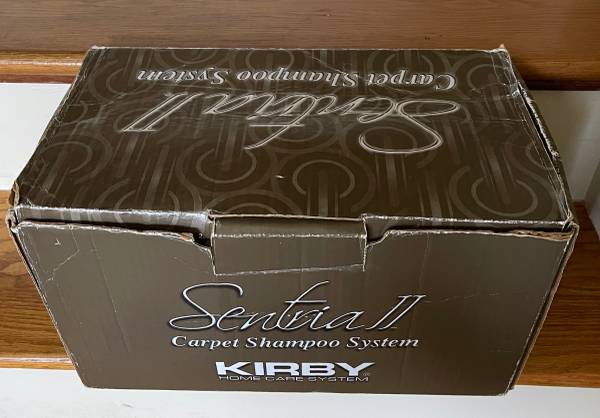 Sentria II
Carpet Shampoo System
Sentria II
Carpet Shampoo System
KIRBY
HOME CARE SYSTEM